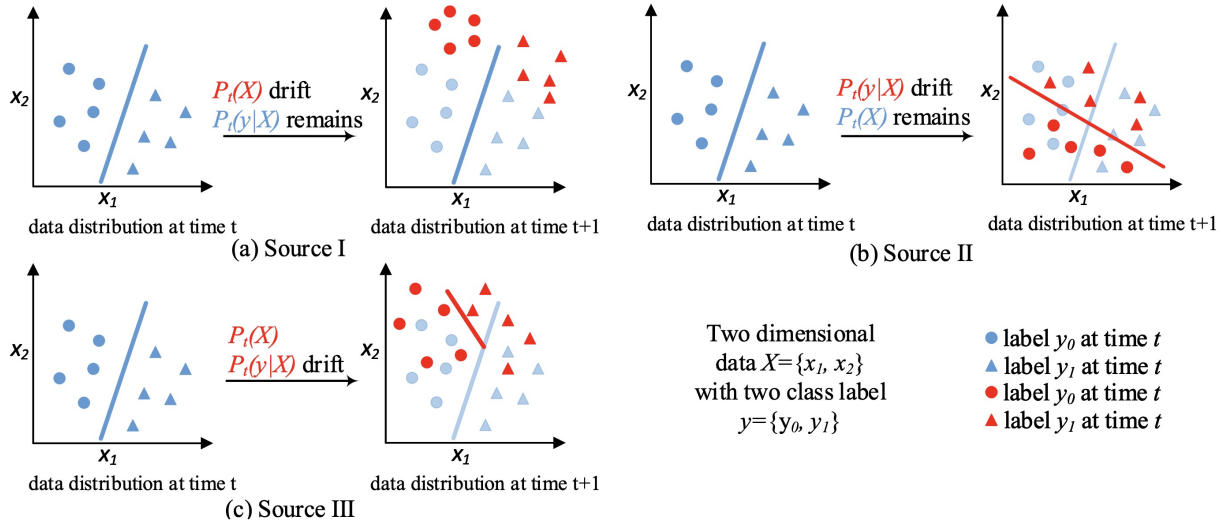 x₂
x₁
data distribution at time t
Pₜ(X) drift
Pₜ(y|X) remains
x₂
x₁
data distribution at time t+1
(a) Source I
x₂
x₁
data distribution at time t
Pₜ(y|X) drift
Pₜ(X) remains
x₂
x₁
data distribution at time t+1
(b) Source II
x₂
x₁
data distribution at time t
Pₜ(X)
Pₜ(y|X) drift
x₂
x₁
data distribution at time t+1
(c) Source III
Two dimensional
data X={x₁, x₂}
with two class label
y={y₀, y₁}
label y₀ at time t
label y₁ at time t
label y₀ at time t
label y₁ at time t